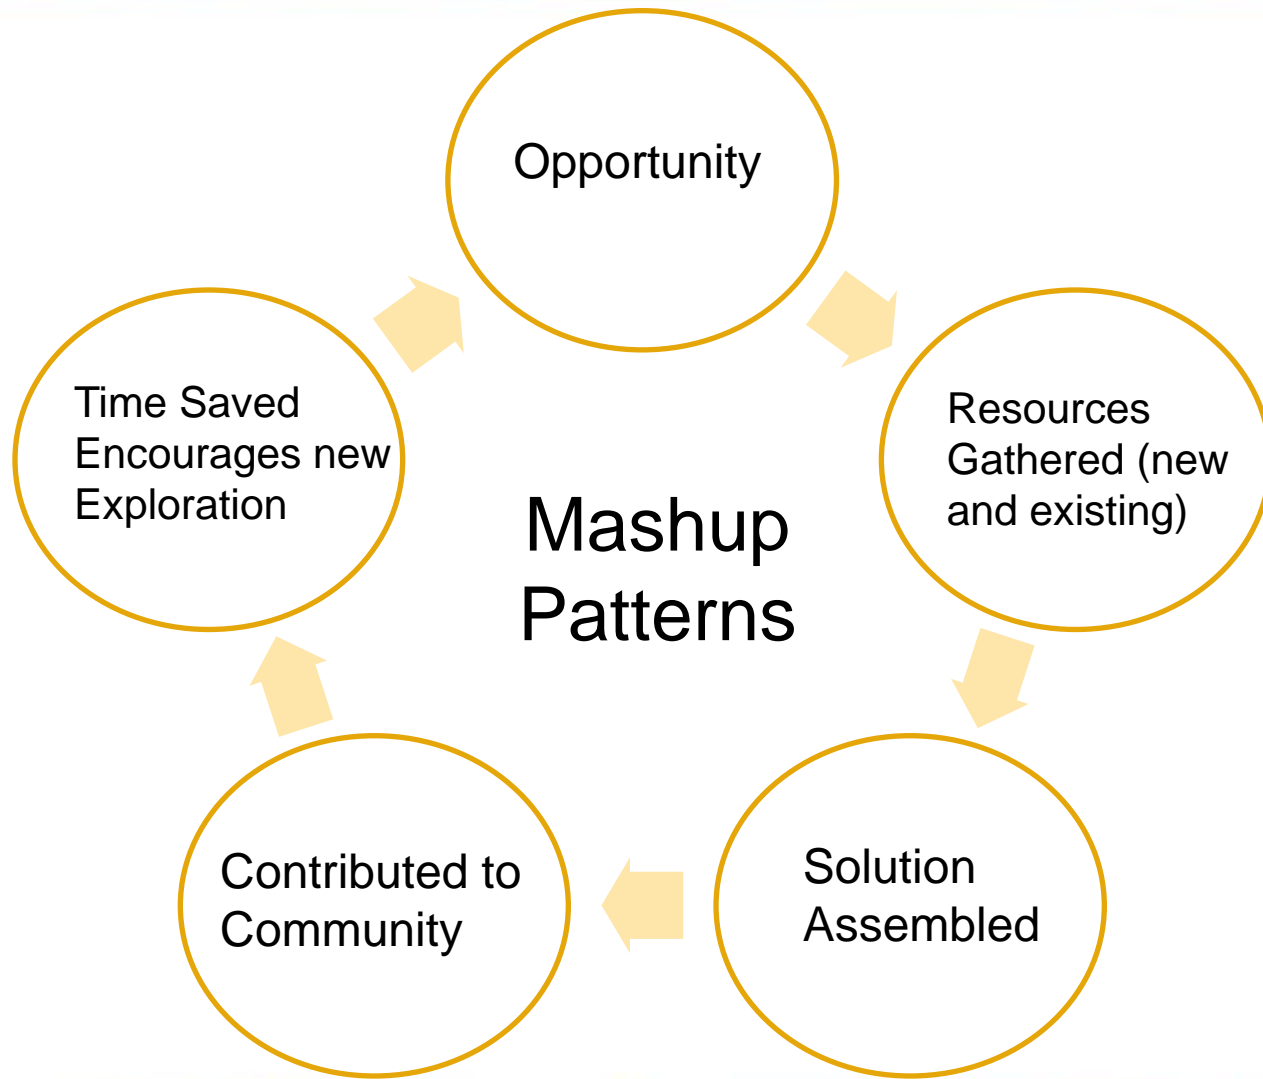 Opportunity
Resources
Gathered (new
and existing)
Solution
Assembled
Contributed to
Community
Time Saved
Encourages new
Exploration
Mashup
Patterns